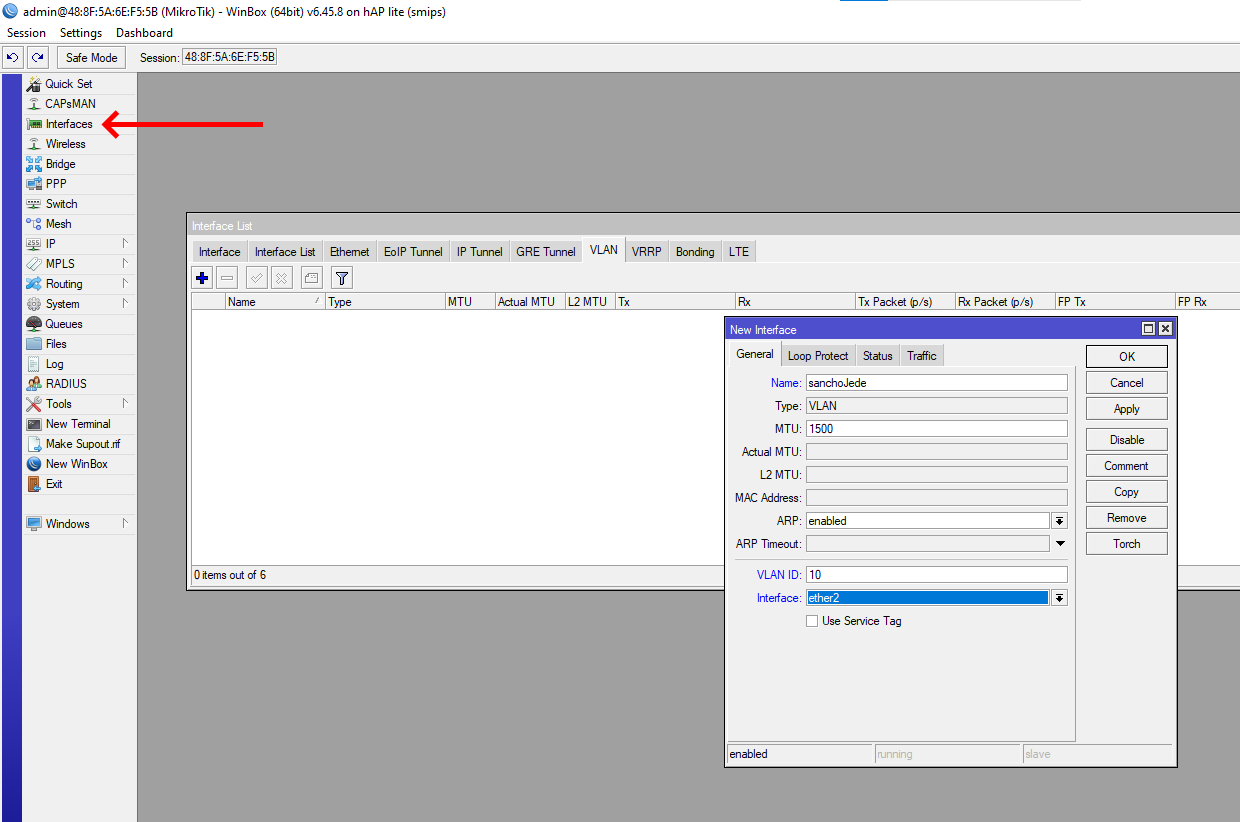 admin@48:8F:5A:6E:F5:5B (MikroTik) - WinBox (64bit) v6.45.8 on hAP lite (smips)
Session Settings Dashboard
Safe Mode Session: 48:8F:5A:6E:F5:5B
Quick Set
CAPsMAN
Interfaces
Wireless
Bridge
PPP
Switch
Mesh
255 IP
MPLS
Routing
System
Queues
Files
Log
RADIUS
Tools
New Terminal
Make Supout.rif
New WinBox
Exit
Windows
Interface List
Interface Interface List Ethernet EoIP Tunnel IP Tunnel GRE Tunnel VLAN VRRP Bonding LTE
Name / Type MTU Actual MTU L2 MTU Tx Rx Tx Packet (p/s) Rx Packet (p/s) FP Tx FP Rx
0 items out of 6
New Interface
General Loop Protect Status Traffic
Name: sanchoJede
Type: VLAN
MTU: 1500
Actual MTU:
L2 MTU:
MAC Address:
ARP: enabled
ARP Timeout:
VLAN ID: 10
Interface: ether2
Use Service Tag
OK
Cancel
Apply
Disable
Comment
Copy
Remove
Torch
enabled running slave